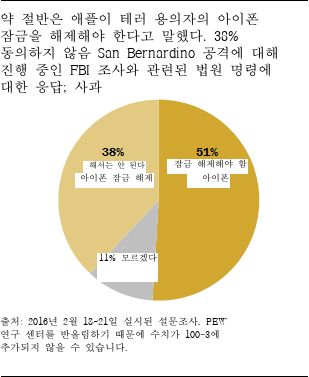 약 절반은 애플이 테러 용의자의 아이폰
잠금을 해제해야 한다고 말했다. 38%
동의하지 않음 San Bernardino 공격에 대해
진행 중인 FBI 조사와 관련된 법원 명령에
대한 응답; 사과
38%
해서는 안 된다
아이폰 잠금 해제
51%
잠금 해제해야 함
아이폰
11% 모르겠다
출처: 2016년 2월 18-21일 실시된 설문조사. PEW
연구 센터를 반올림하기 때문에 수치가 100-3에
추가되지 않을 수 있습니다.